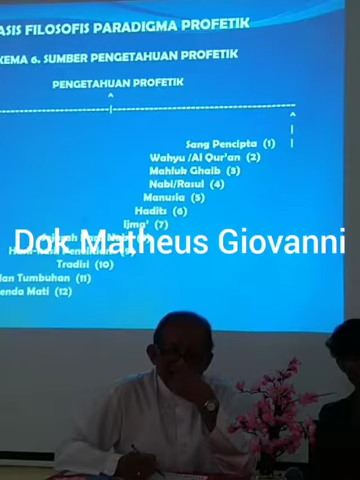 ASIS FILOSOFIS PARADIGMA PROFETIK
KEMA 6. SUMBER PENGETAHUAN PROFETIK
PENGETAHUAN PROFETIK
Sang Pencipta (1)
Wahyu /Al Qur'an (2)
Mahluk Ghaib (3)
Nabi/Rasul (4)
Manusia (5)
Hadits (6)
Ijma' (7)
Dok Matheus Giovanni
Tradisi (10)
dan Tumbuhan (11)
enda Mati (12)